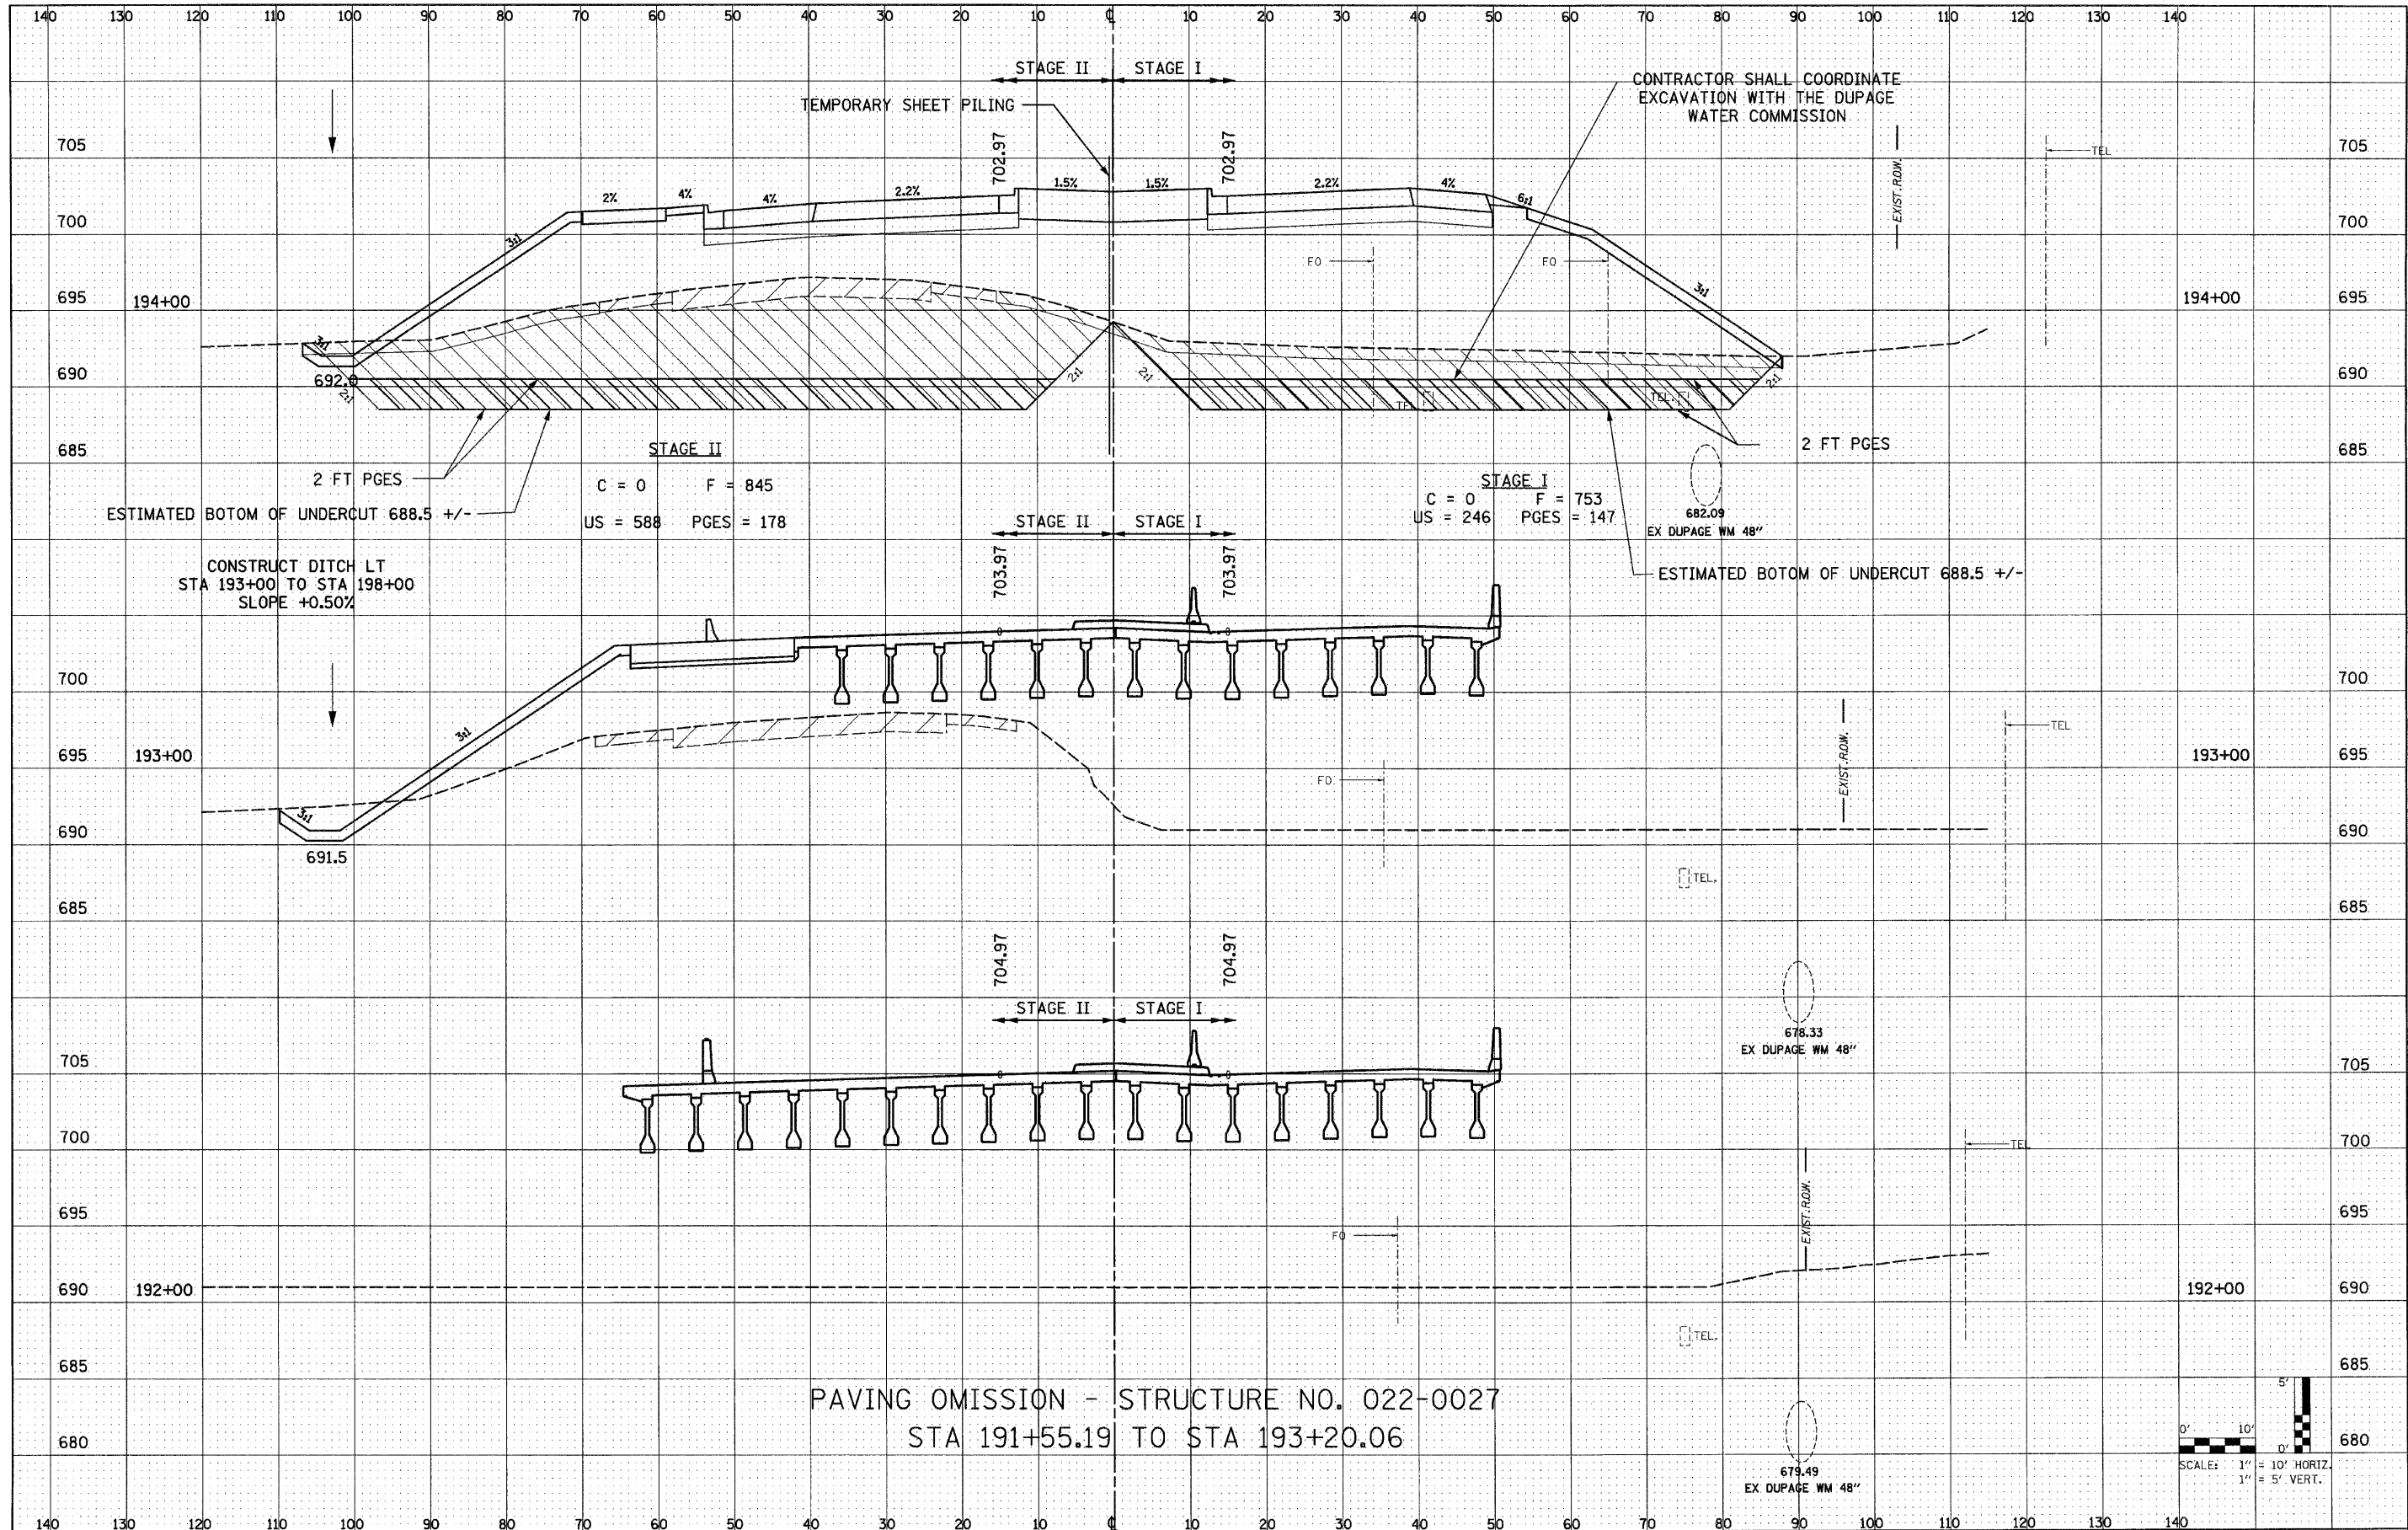 140 130 120 110 100 90 80 70 60 50 40 30 20 10 ℄ 10 20 30 40 50 60 70 80 90 100 110 120 130 140
STAGE II STAGE I
TEMPORARY SHEET PILING
CONTRACTOR SHALL COORDINATE
EXCAVATION WITH THE DUPAGE
WATER COMMISSION
702.97 702.97
EXIST. R.O.W.
TEL
705 705
2% 4% 4% 2.2% 1.5% 1.5% 2.2% 4% 6:1
700 700
3:1 FO FO 3:1
695 194+00 194+00 695
3:1
690 692.0 690
2:1 2:1 2:1 2:1
TEL TEL.
2 FT PGES
685 685
STAGE II
2 FT PGES
C = 0 F = 845
US = 588 PGES = 178
ESTIMATED BOTOM OF UNDERCUT 688.5 +/-
STAGE I
C = 0 F = 753
US = 246 PGES = 147
682.09
EX DUPAGE WM 48"
STAGE II STAGE I
703.97 703.97
CONSTRUCT DITCH LT
STA 193+00 TO STA 198+00
SLOPE +0.50%
ESTIMATED BOTOM OF UNDERCUT 688.5 +/-
700 700
3:1
TEL
EXIST. R.O.W.
695 193+00 193+00 695
FO
3:1
690 690
691.5
TEL.
685 685
704.97 704.97
STAGE II STAGE I
678.33
EX DUPAGE WM 48"
705 705
700 700
TEL
EXIST. R.O.W.
695 695
FO
690 192+00 192+00 690
TEL.
685 685
PAVING OMISSION - STRUCTURE NO. 022-0027
STA 191+55.19 TO STA 193+20.06
680 680
679.49
EX DUPAGE WM 48"
5'
0' 10' 0'
SCALE: 1" = 10' HORIZ.
1" = 5' VERT.
140 130 120 110 100 90 80 70 60 50 40 30 20 10 ℄ 10 20 30 40 50 60 70 80 90 100 110 120 130 140